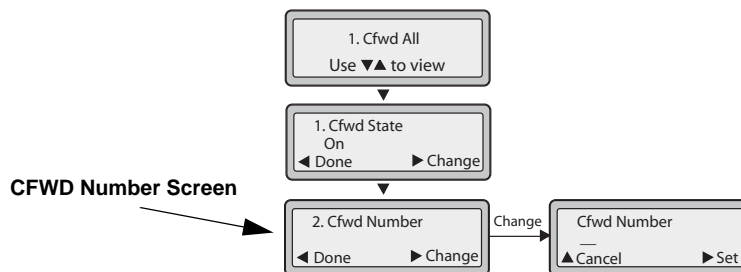 1. Cfwd All
Use ▼▲ to view
▼
1. Cfwd State
On
◀ Done ▶ Change
▼
CFWD Number Screen
2. Cfwd Number
◀ Done ▶ Change
Change
Cfwd Number
__
▲ Cancel ▶ Set